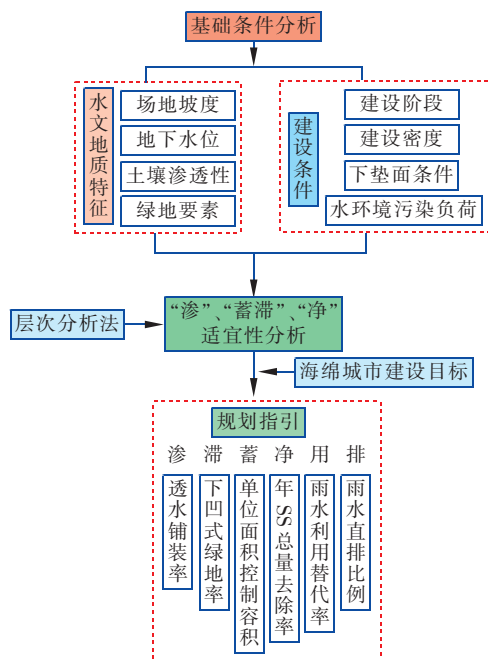 基础条件分析
水文地质特征
场地坡度
地下水位
土壤渗透性
绿地要素
建设条件
建设阶段
建设密度
下垫面条件
水环境污染负荷
层次分析法
“渗”、“蓄滞”、“净”
适宜性分析
海绵城市建设目标
规划指引
渗 滞 蓄 净 用 排
透水铺装率
下凹式绿地率
单位面积控制容积
年 SS 总量去除率
雨水利用替代率
雨水直排比例